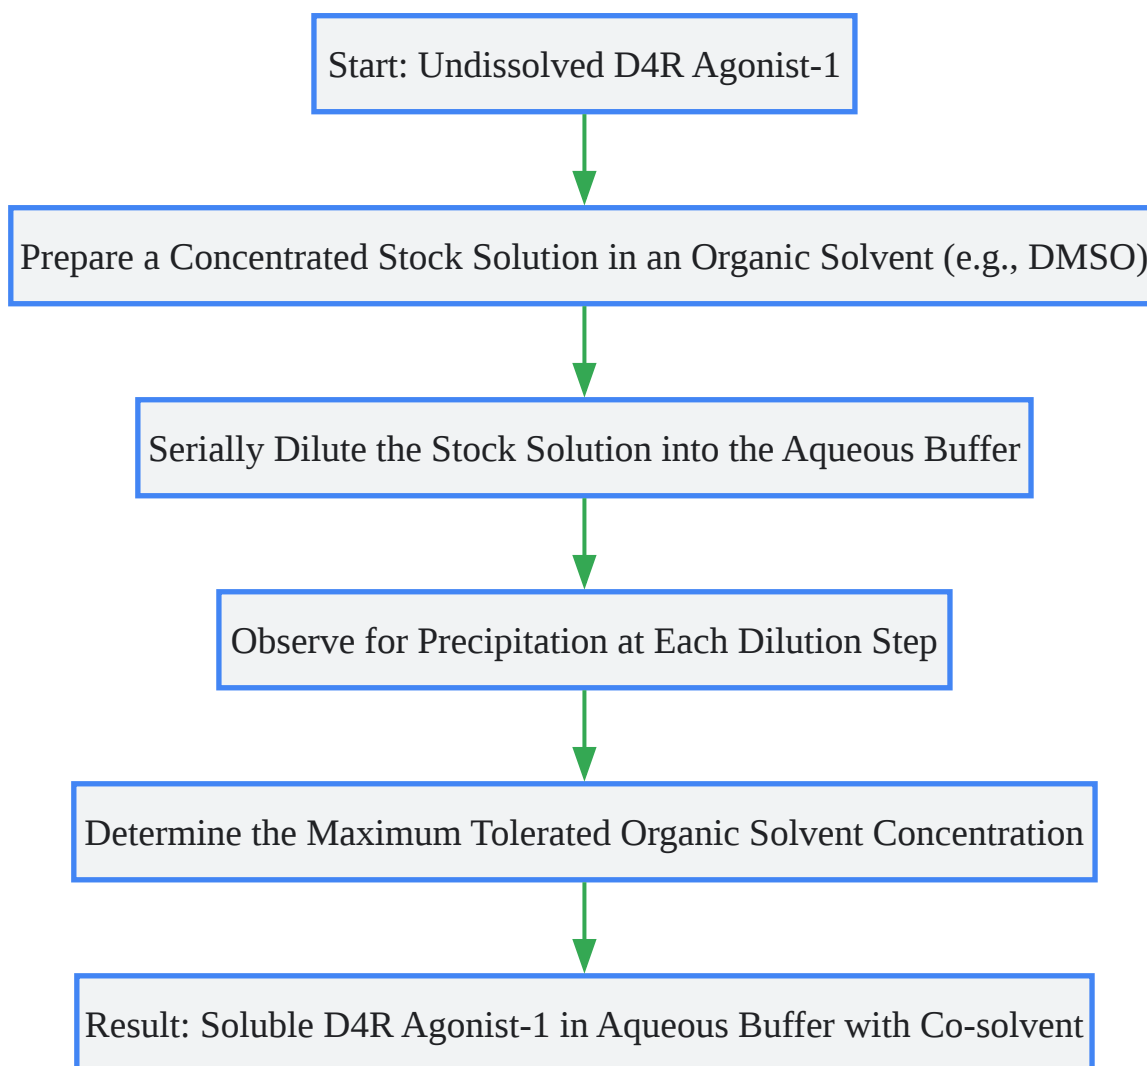 Start: Undissolved D4R Agonist-1
Prepare a Concentrated Stock Solution in an Organic Solvent (e.g., DMSO)
Serially Dilute the Stock Solution into the Aqueous Buffer
Observe for Precipitation at Each Dilution Step
Determine the Maximum Tolerated Organic Solvent Concentration
Result: Soluble D4R Agonist-1 in Aqueous Buffer with Co-solvent